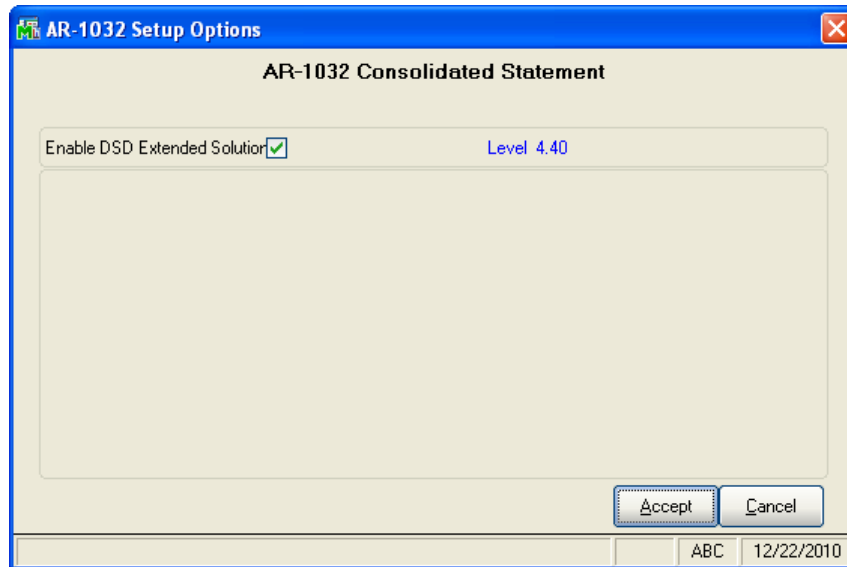 AR-1032 Setup Options
AR-1032 Consolidated Statement
Enable DSD Extended Solution Level 4.40
Accept Cancel
ABC 12/22/2010